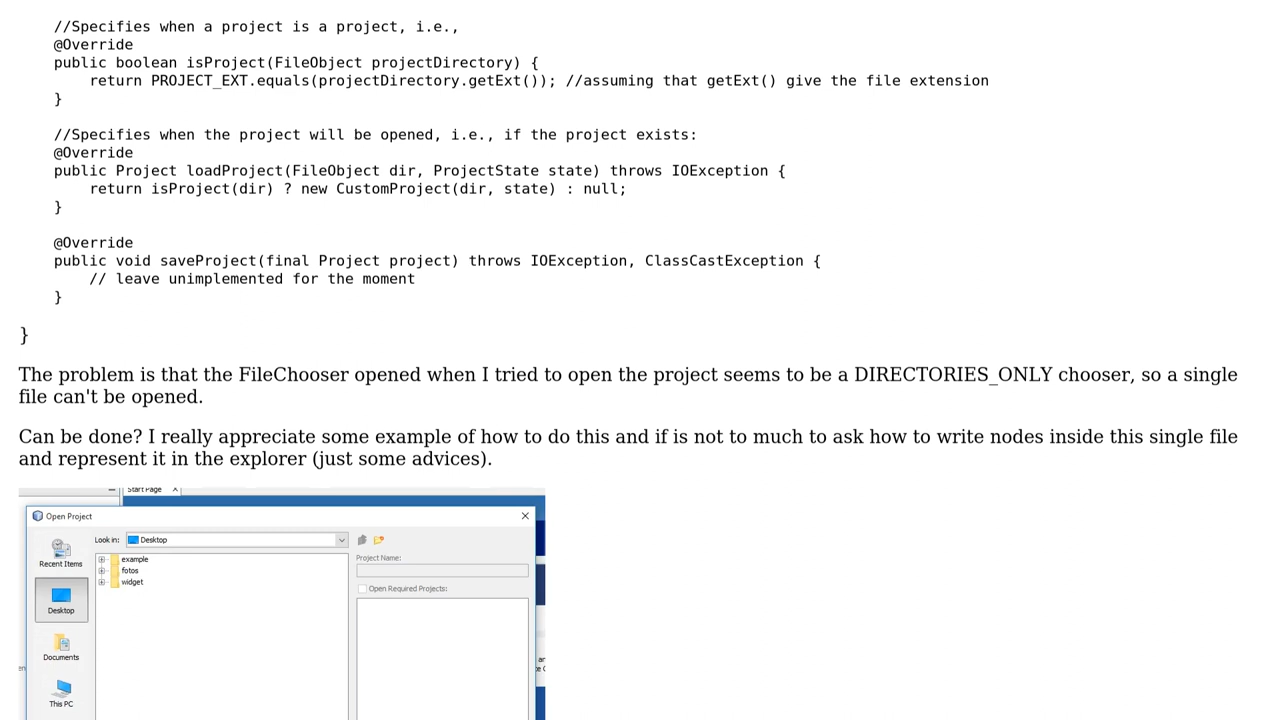 //Specifies when a project is a project, i.e.,
@Override
public boolean isProject(FileObject projectDirectory) {
return PROJECT_EXT.equals(projectDirectory.getExt()); //assuming that getExt() give the file extension
}
//Specifies when the project will be opened, i.e., if the project exists:
@Override
public Project loadProject(FileObject dir, ProjectState state) throws IOException {
return isProject(dir) ? new CustomProject(dir, state) : null;
}
@Override
public void saveProject(final Project project) throws IOException, ClassCastException {
// leave unimplemented for the moment
}
}
The problem is that the FileChooser opened when I tried to open the project seems to be a DIRECTORIES_ONLY chooser, so a single
file can't be opened.
Can be done? I really appreciate some example of how to do this and if is not to much to ask how to write nodes inside this single file
and represent it in the explorer (just some advices).
Start Page
Open Project
Look in: Desktop
Recent Items
example
fotos
widget
Project Name:
Open Required Projects:
Desktop
Documents
This PC